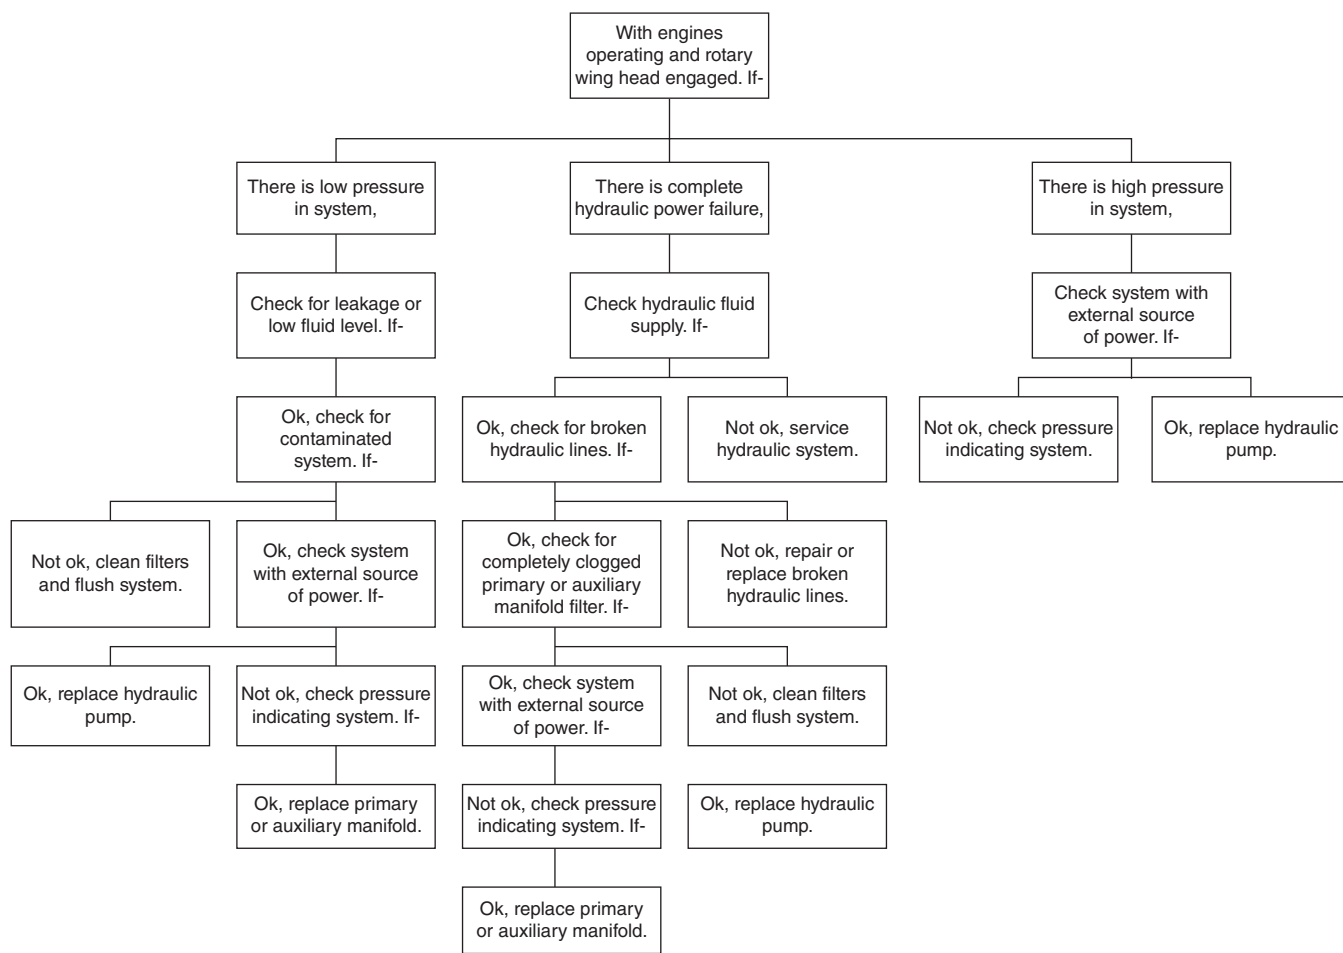 With engines
operating and rotary
wing head engaged. If-
There is low pressure
in system,
There is complete
hydraulic power failure,
There is high pressure
in system,
Check for leakage or
low fluid level. If-
Check hydraulic fluid
supply. If-
Check system with
external source
of power. If-
Ok, check for
contaminated
system. If-
Ok, check for broken
hydraulic lines. If-
Not ok, service
hydraulic system.
Not ok, check pressure
indicating system.
Ok, replace hydraulic
pump.
Not ok, clean filters
and flush system.
Ok, check system
with external source
of power. If-
Ok, check for
completely clogged
primary or auxiliary
manifold filter. If-
Not ok, repair or
replace broken
hydraulic lines.
Ok, replace hydraulic
pump.
Not ok, check pressure
indicating system. If-
Ok, check system
with external source
of power. If-
Not ok, clean filters
and flush system.
Ok, replace primary
or auxiliary manifold.
Not ok, check pressure
indicating system. If-
Ok, replace hydraulic
pump.
Ok, replace primary
or auxiliary manifold.